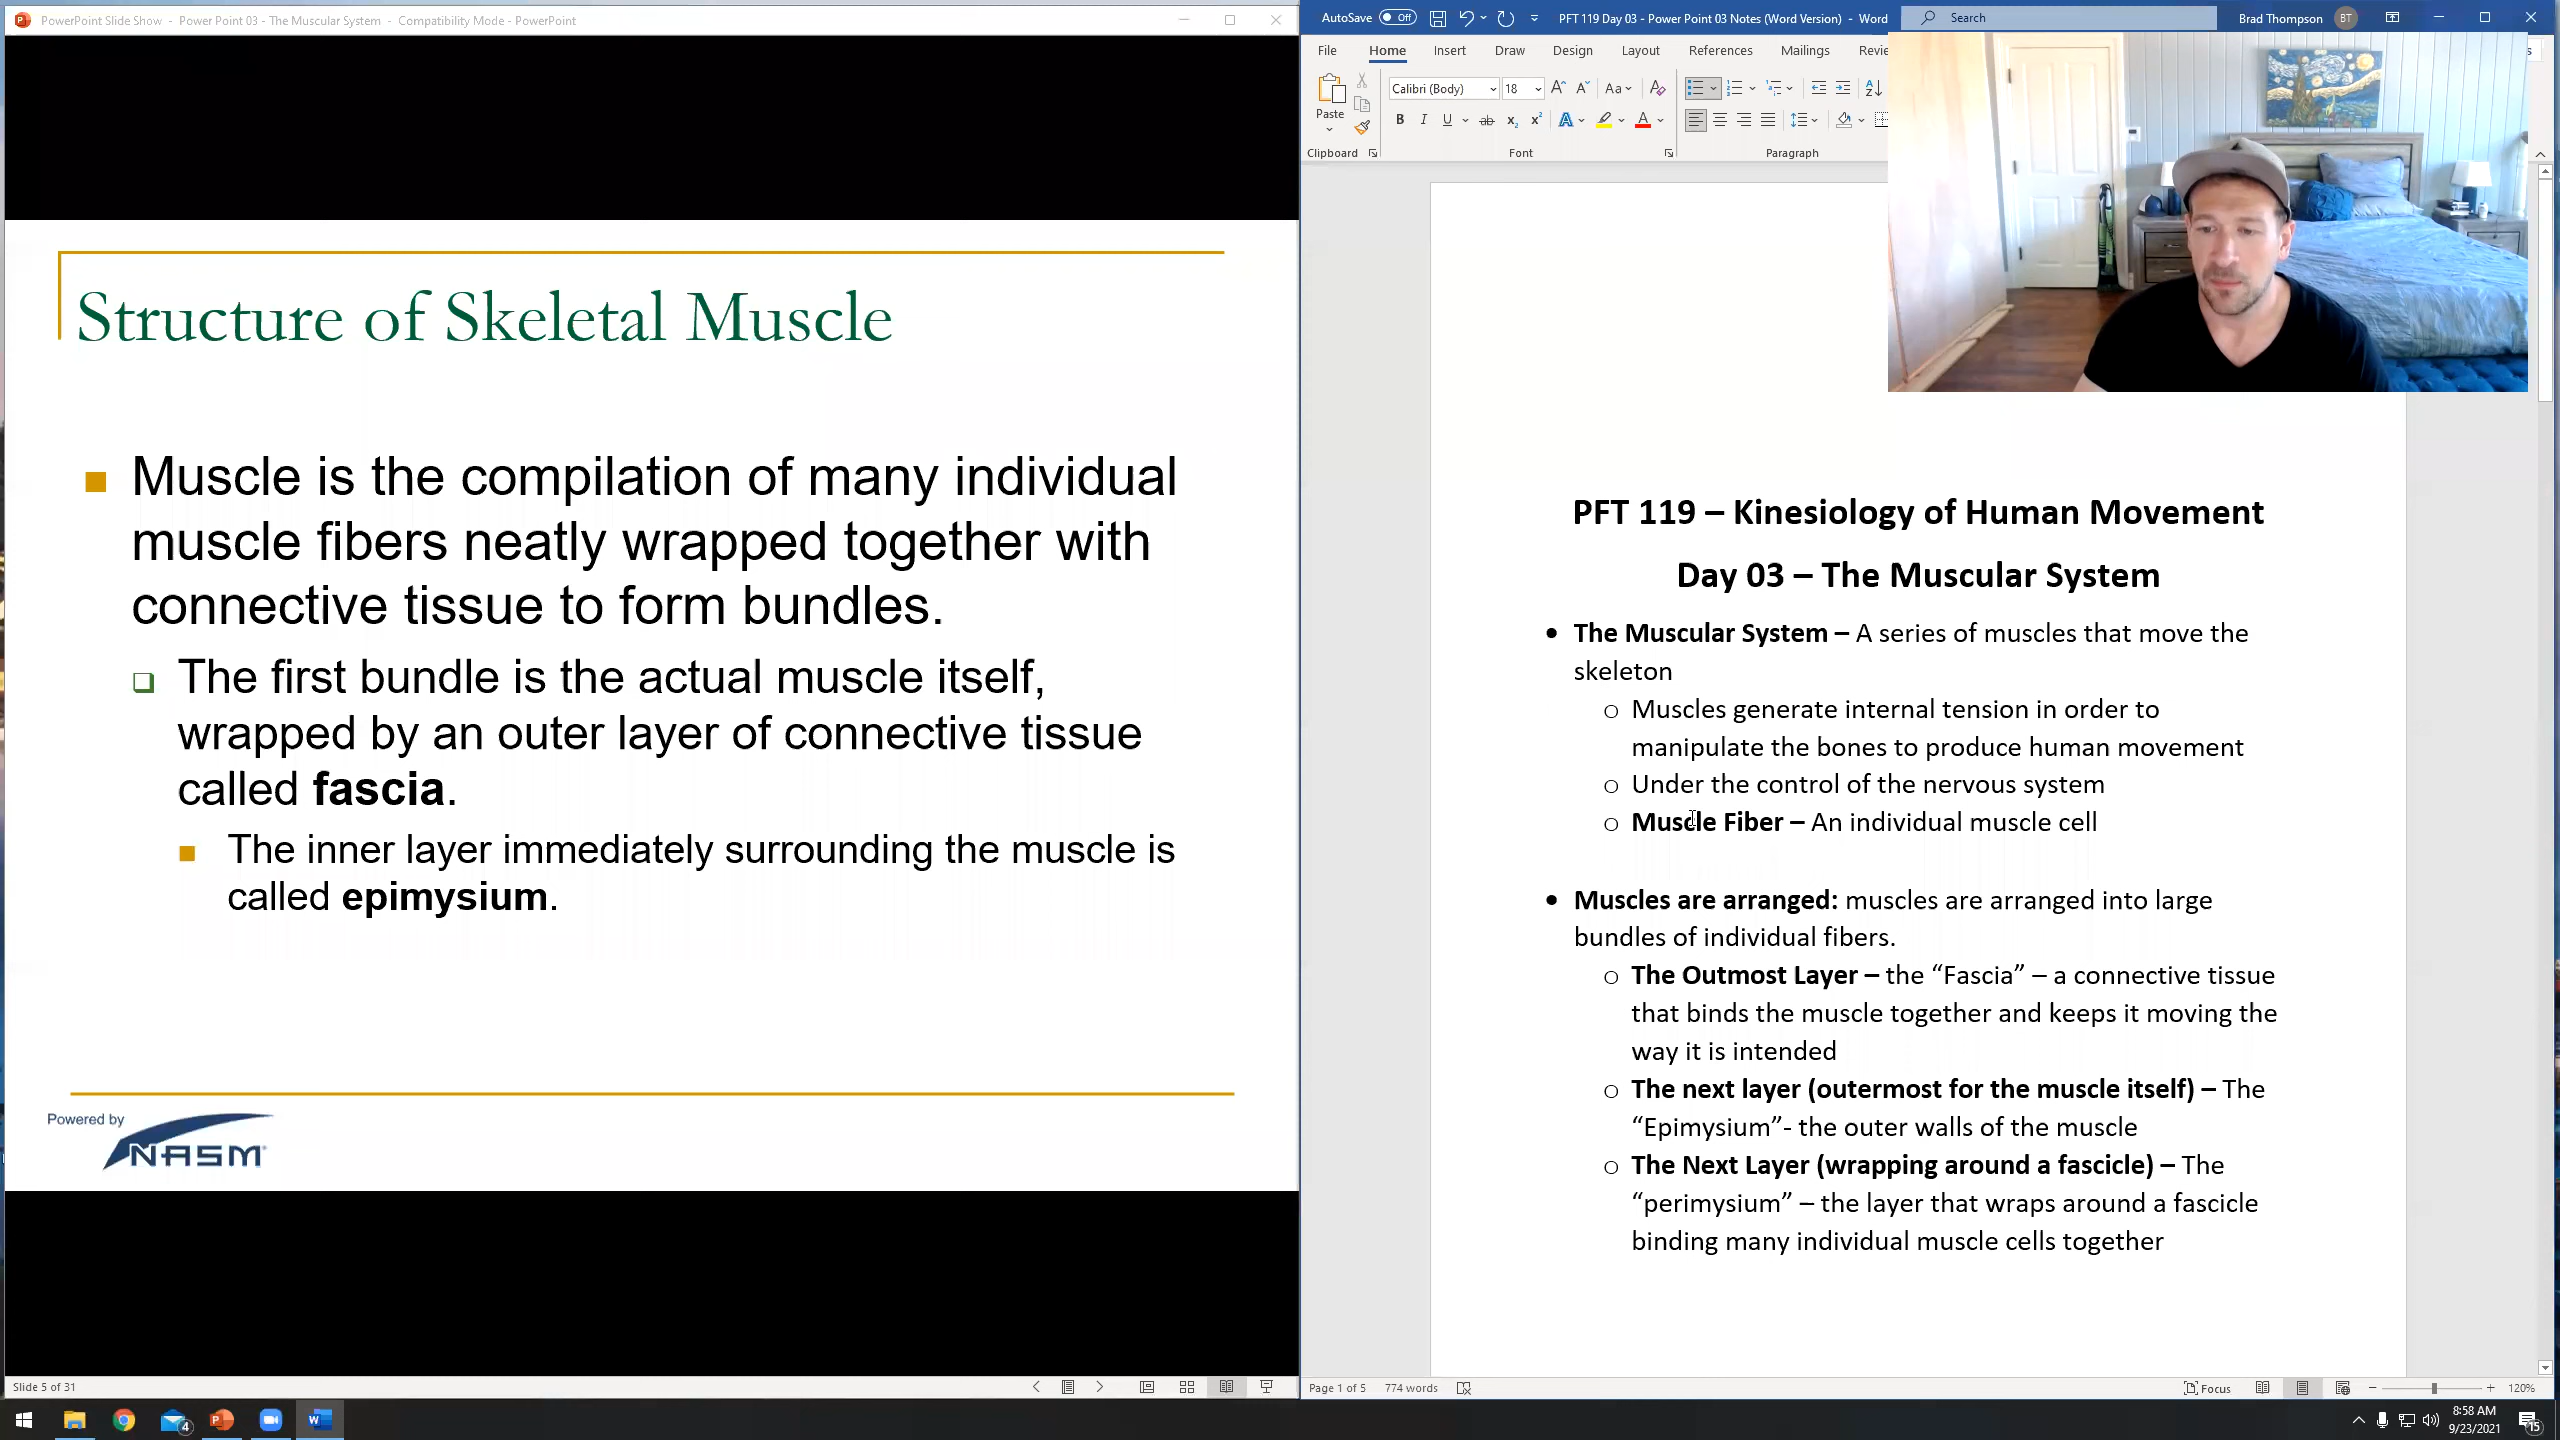 PowerPoint Slide Show - Power Point 03 - The Muscular System - Compatibility Mode - PowerPoint
Structure of Skeletal Muscle
Muscle is the compilation of many individual
muscle fibers neatly wrapped together with
connective tissue to form bundles.
The first bundle is the actual muscle itself,
wrapped by an outer layer of connective tissue
called fascia.
The inner layer immediately surrounding the muscle is
called epimysium.
Powered by
NASM
Slide 5 of 31
AutoSave Off
PFT 119 Day 03 - Power Point 03 Notes (Word Version) - Word
Search
Brad Thompson BT
File Home Insert Draw Design Layout References Mailings
Paste
Calibri (Body) 18
Clipboard Font Paragraph
PFT 119 – Kinesiology of Human Movement
Day 03 – The Muscular System
• The Muscular System – A series of muscles that move the
skeleton
o Muscles generate internal tension in order to
manipulate the bones to produce human movement
o Under the control of the nervous system
o Muscle Fiber – An individual muscle cell
• Muscles are arranged: muscles are arranged into large
bundles of individual fibers.
o The Outmost Layer – the “Fascia” – a connective tissue
that binds the muscle together and keeps it moving the
way it is intended
o The next layer (outermost for the muscle itself) – The
“Epimysium”- the outer walls of the muscle
o The Next Layer (wrapping around a fascicle) – The
“perimysium” – the layer that wraps around a fascicle
binding many individual muscle cells together
Page 1 of 5 774 words
Focus
120%
4
8:58 AM
9/23/2021
15